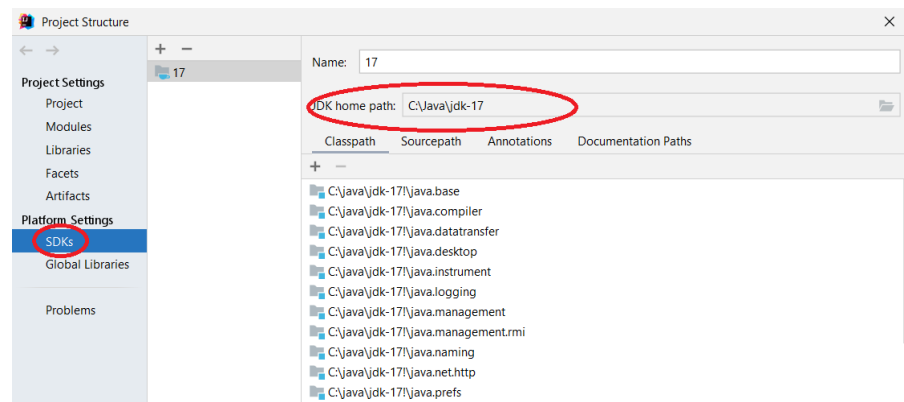 Project Structure
17
Name: 17
Project Settings
Project
Modules
Libraries
Facets
Artifacts
Platform Settings
SDKs
Global Libraries
Problems
JDK home path: C:\Java\jdk-17
Classpath Sourcepath Annotations Documentation Paths
C:\java\jdk-17!\java.base
C:\java\jdk-17!\java.compiler
C:\java\jdk-17!\java.datatransfer
C:\java\jdk-17!\java.desktop
C:\java\jdk-17!\java.instrument
C:\java\jdk-17!\java.logging
C:\java\jdk-17!\java.management
C:\java\jdk-17!\java.management.rmi
C:\java\jdk-17!\java.naming
C:\java\jdk-17!\java.net.http
C:\java\jdk-17!\java.prefs